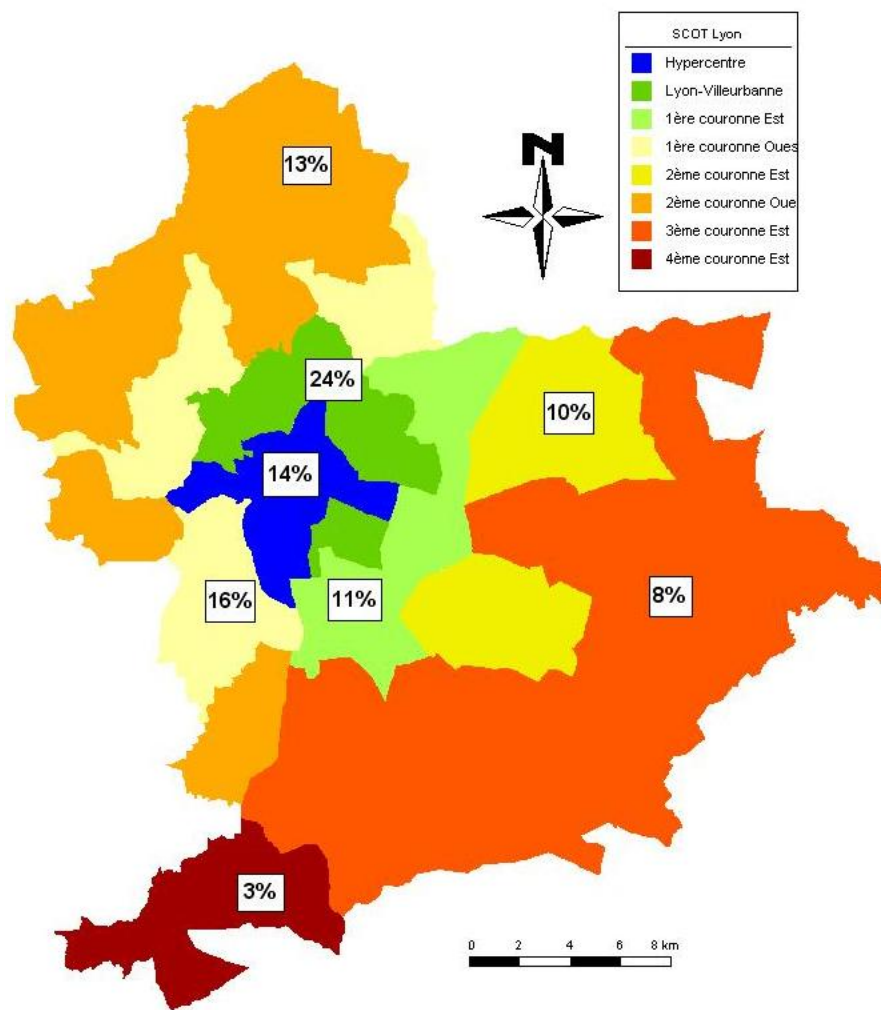 SCOT Lyon
Hypercentre
Lyon-Villeurbanne
1ère couronne Est
1ère couronne Oues
2ème couronne Est
2ème couronne Oue
3ème couronne Est
4ème couronne Est
N
13%
24%
10%
14%
16%
11%
8%
3%
0 2 4 6 8 km